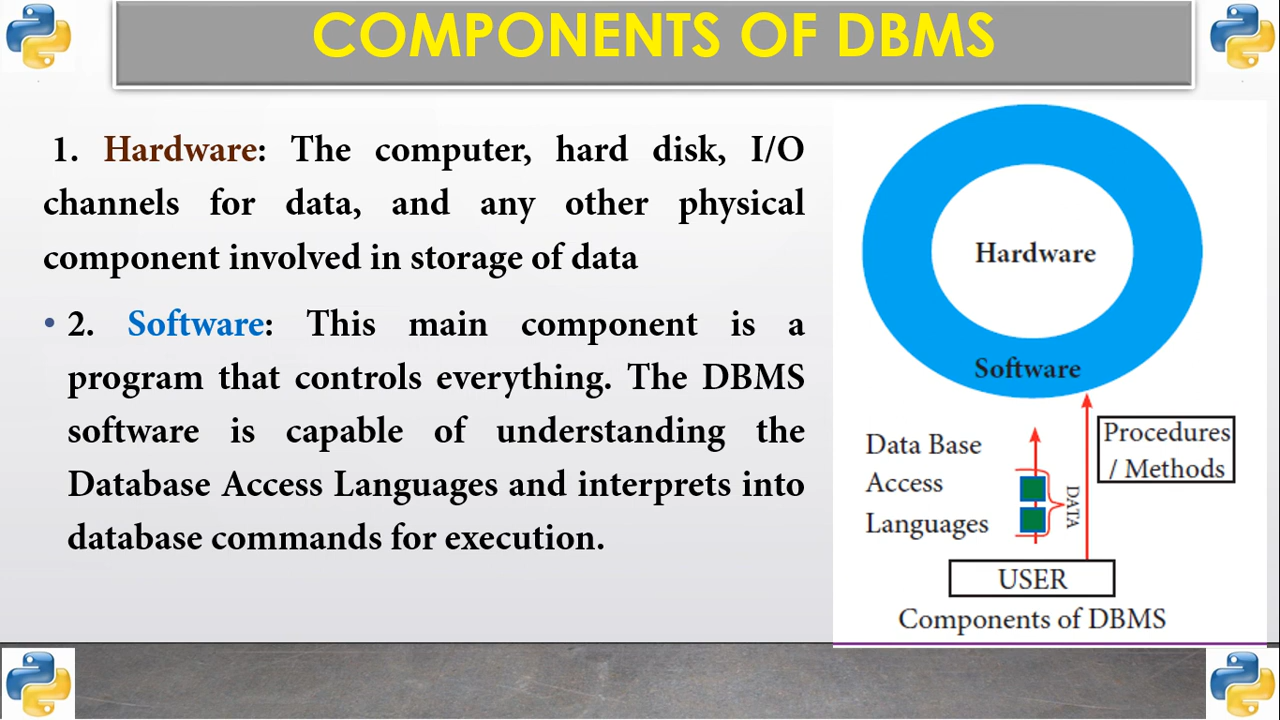 COMPONENTS OF DBMS
1. Hardware: The computer, hard disk, I/O
channels for data, and any other physical
component involved in storage of data
• 2. Software: This main component is a
program that controls everything. The DBMS
software is capable of understanding the
Database Access Languages and interprets into
database commands for execution.
Hardware
Software
Data Base
Access
Languages
DATA
Procedures
/ Methods
USER
Components of DBMS